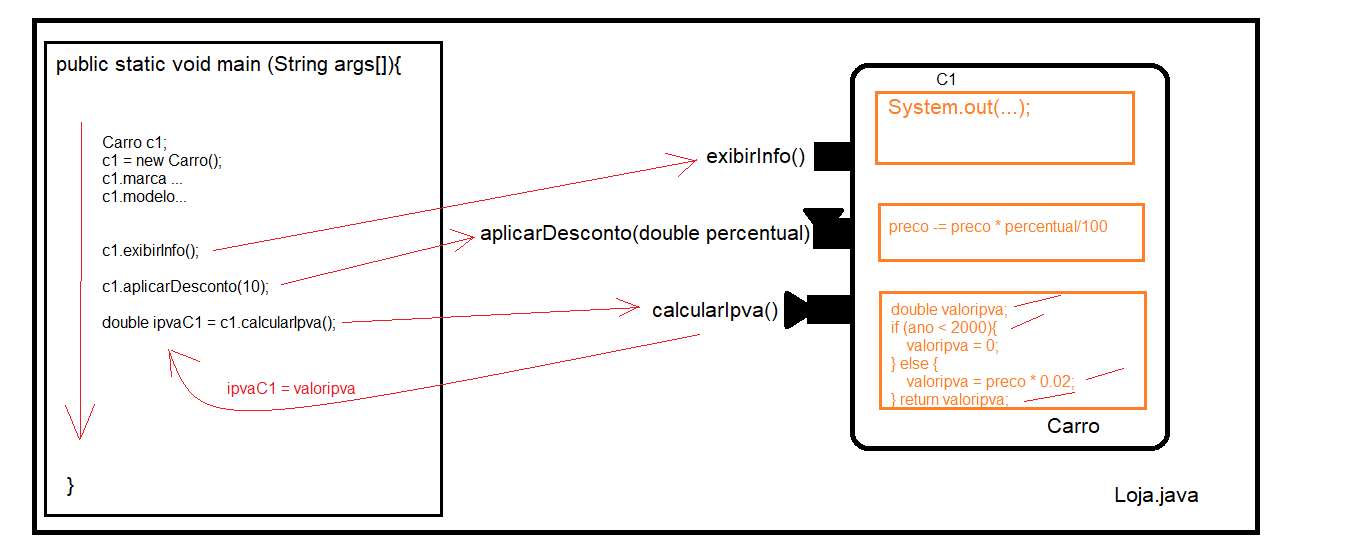 public static void main (String args[]){
Carro c1;
c1 = new Carro();
c1.marca ...
c1.modelo...
c1.exibirInfo();
c1.aplicarDesconto(10);
double ipvaC1 = c1.calcularIpva();
ipvaC1 = valoripva
}
exibirInfo()
aplicarDesconto(double percentual)
calcularIpva()
C1
System.out(...);
preco -= preco * percentual/100
double valoripva;
if (ano < 2000){
valoripva = 0;
} else {
valoripva = preco * 0.02;
} return valoripva;
Carro
Loja.java